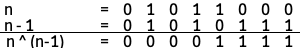 n = 0 1 0 1 1 0 0 0
n - 1 = 0 1 0 1 0 1 1 1
n ^ (n-1) = 0 0 0 0 1 1 1 1